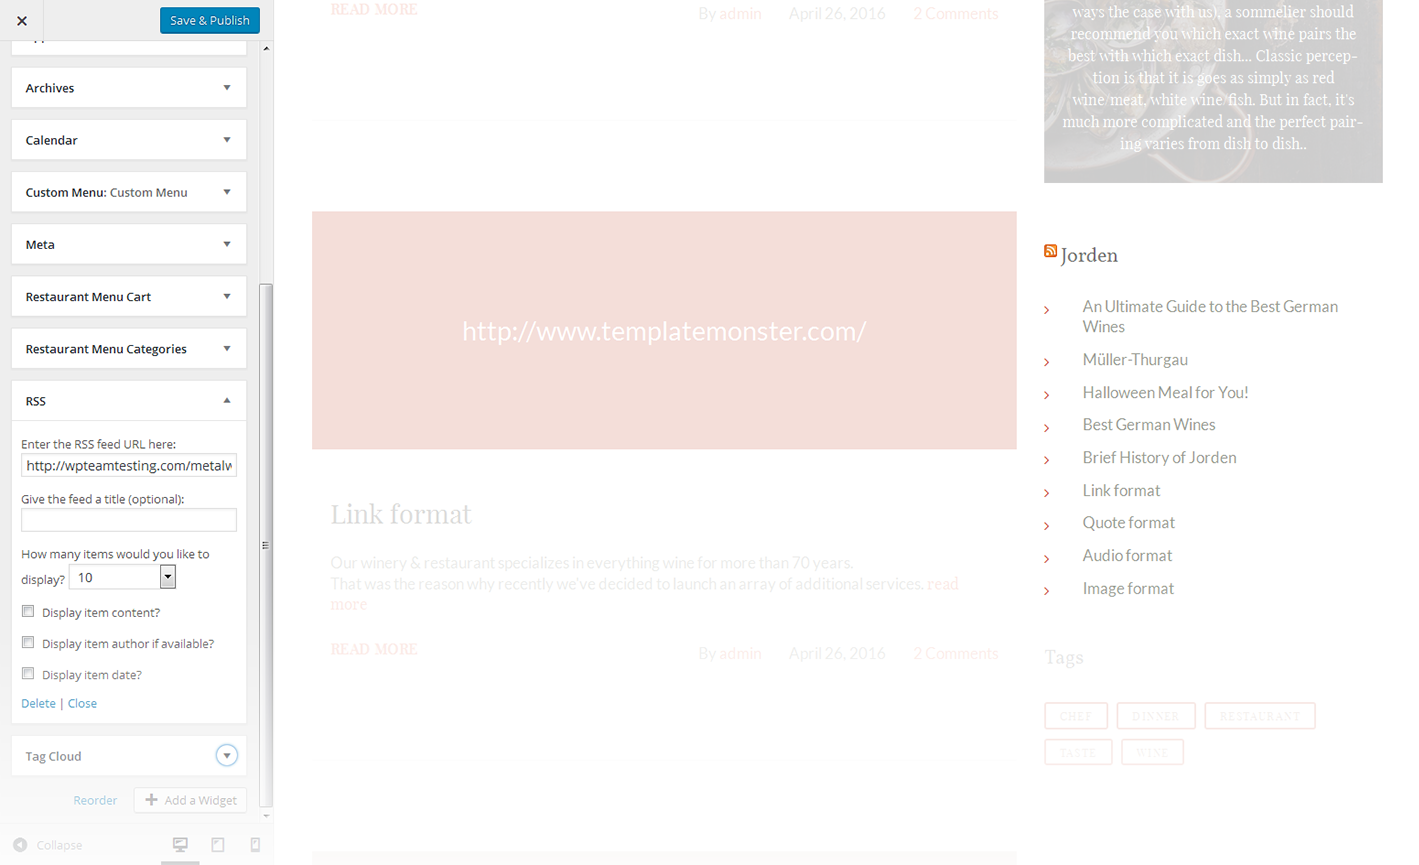 Save & Publish
Archives
Calendar
Custom Menu: Custom Menu
Meta
Restaurant Menu Cart
Restaurant Menu Categories
RSS
Enter the RSS feed URL here:
http://wpteamtesting.com/metalw
Give the feed a title (optional):
How many items would you like to
display? 10
Display item content?
Display item author if available?
Display item date?
Delete | Close
Tag Cloud
Reorder
Add a Widget
Collapse
READ MORE
By admin
April 26, 2016
2 Comments
http://www.templatemonster.com/
Link format
Our winery & restaurant specializes in everything wine for more than 70 years.
That was the reason why recently we've decided to launch an array of additional services. read
more
READ MORE
By admin
April 26, 2016
2 Comments
ways the case with us), a sommelier should
recommend you which exact wine pairs the
best with which exact dish... Classic percep-
tion is that it is goes as simply as red
wine/meat, white wine/fish. But in fact, it's
much more complicated and the perfect pair-
ing varies from dish to dish..
Jorden
An Ultimate Guide to the Best German
Wines
Müller-Thurgau
Halloween Meal for You!
Best German Wines
Brief History of Jorden
Link format
Quote format
Audio format
Image format
Tags
CHEF
DINNER
RESTAURANT
TASTE
WINE